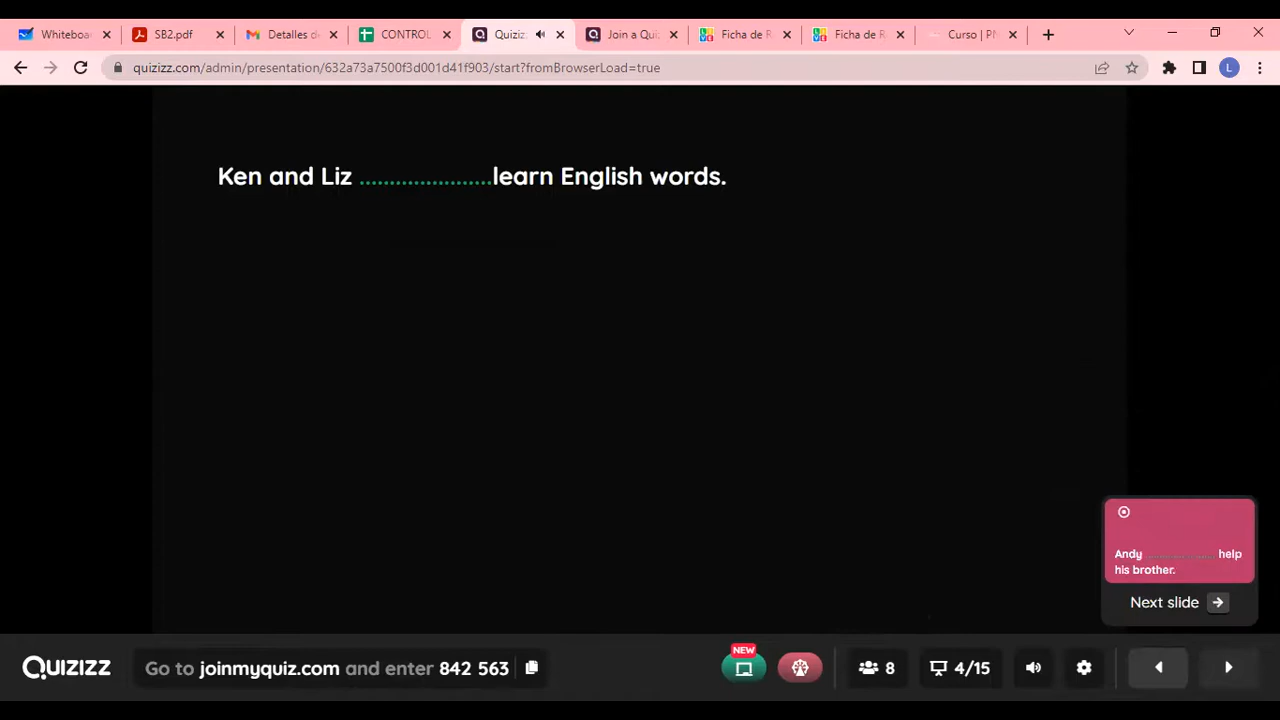 Whiteboa
SB2.pdf
Detalles d
CONTROL
Quiziz
Join a Qui
Ficha de R
Ficha de R
Curso | PN
quizizz.com/admin/presentation/632a73a7500f3d001d41f903/start?fromBrowserLoad=true
L
Ken and Liz ......................learn English words.
Andy ...................... help
his brother.
Next slide
QUIZIZZ
Go to joinmyquiz.com and enter 842 563
NEW
8
4/15